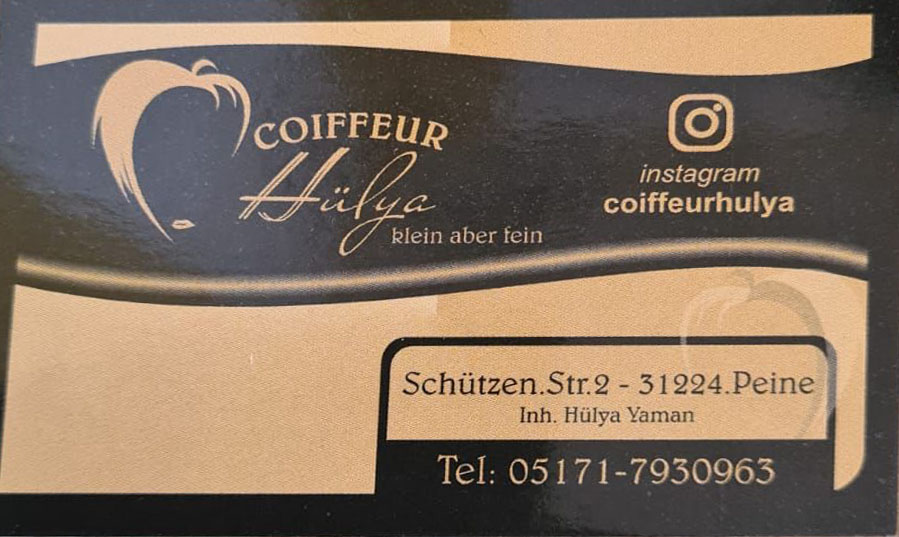 COIFFEUR
Hülya
klein aber fein
instagram
coiffeurhulya
Schützen.Str.2 - 31224.Peine
Inh. Hülya Yaman
Tel: 05171-7930963